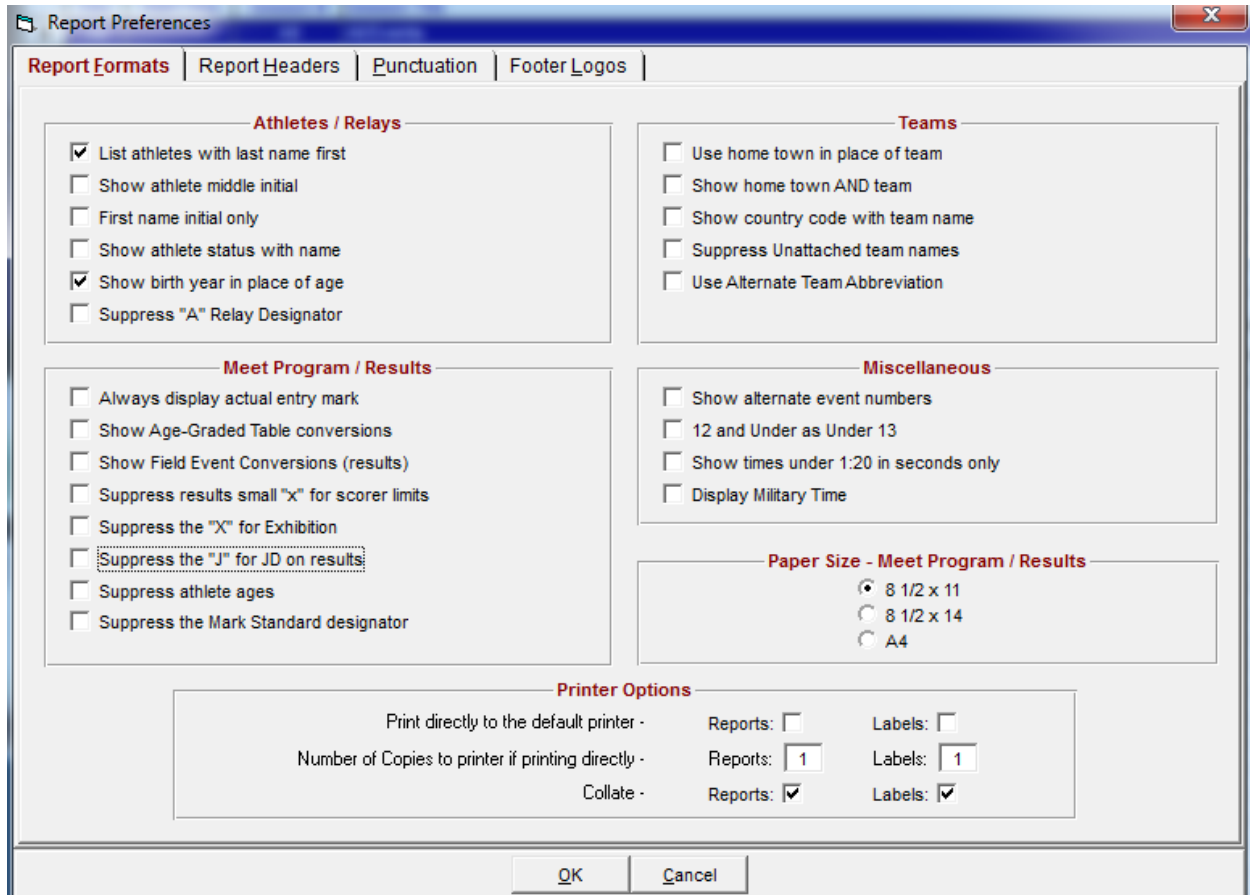 Report Preferences
X
Report Formats Report Headers Punctuation Footer Logos
Athletes / Relays
List athletes with last name first
Show athlete middle initial
First name initial only
Show athlete status with name
Show birth year in place of age
Suppress "A" Relay Designator
Teams
Use home town in place of team
Show home town AND team
Show country code with team name
Suppress Unattached team names
Use Alternate Team Abbreviation
Meet Program / Results
Always display actual entry mark
Show Age-Graded Table conversions
Show Field Event Conversions (results)
Suppress results small "x" for scorer limits
Suppress the "X" for Exhibition
Suppress the "J" for JD on results
Suppress athlete ages
Suppress the Mark Standard designator
Miscellaneous
Show alternate event numbers
12 and Under as Under 13
Show times under 1:20 in seconds only
Display Military Time
Paper Size - Meet Program / Results
8 1/2 x 11
8 1/2 x 14
A4
Printer Options
Print directly to the default printer - Reports: Labels:
Number of Copies to printer if printing directly - Reports: 1 Labels: 1
Collate - Reports: Labels:
OK Cancel